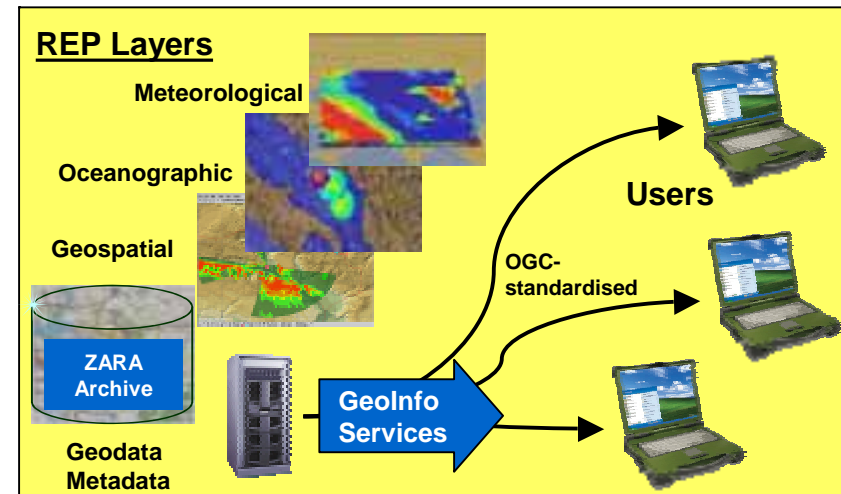 REP Layers
Meteorological
Oceanographic
Geospatial
ZARA
Archive
Geodata
Metadata
GeoInfo
Services
OGC-
standardised
Users